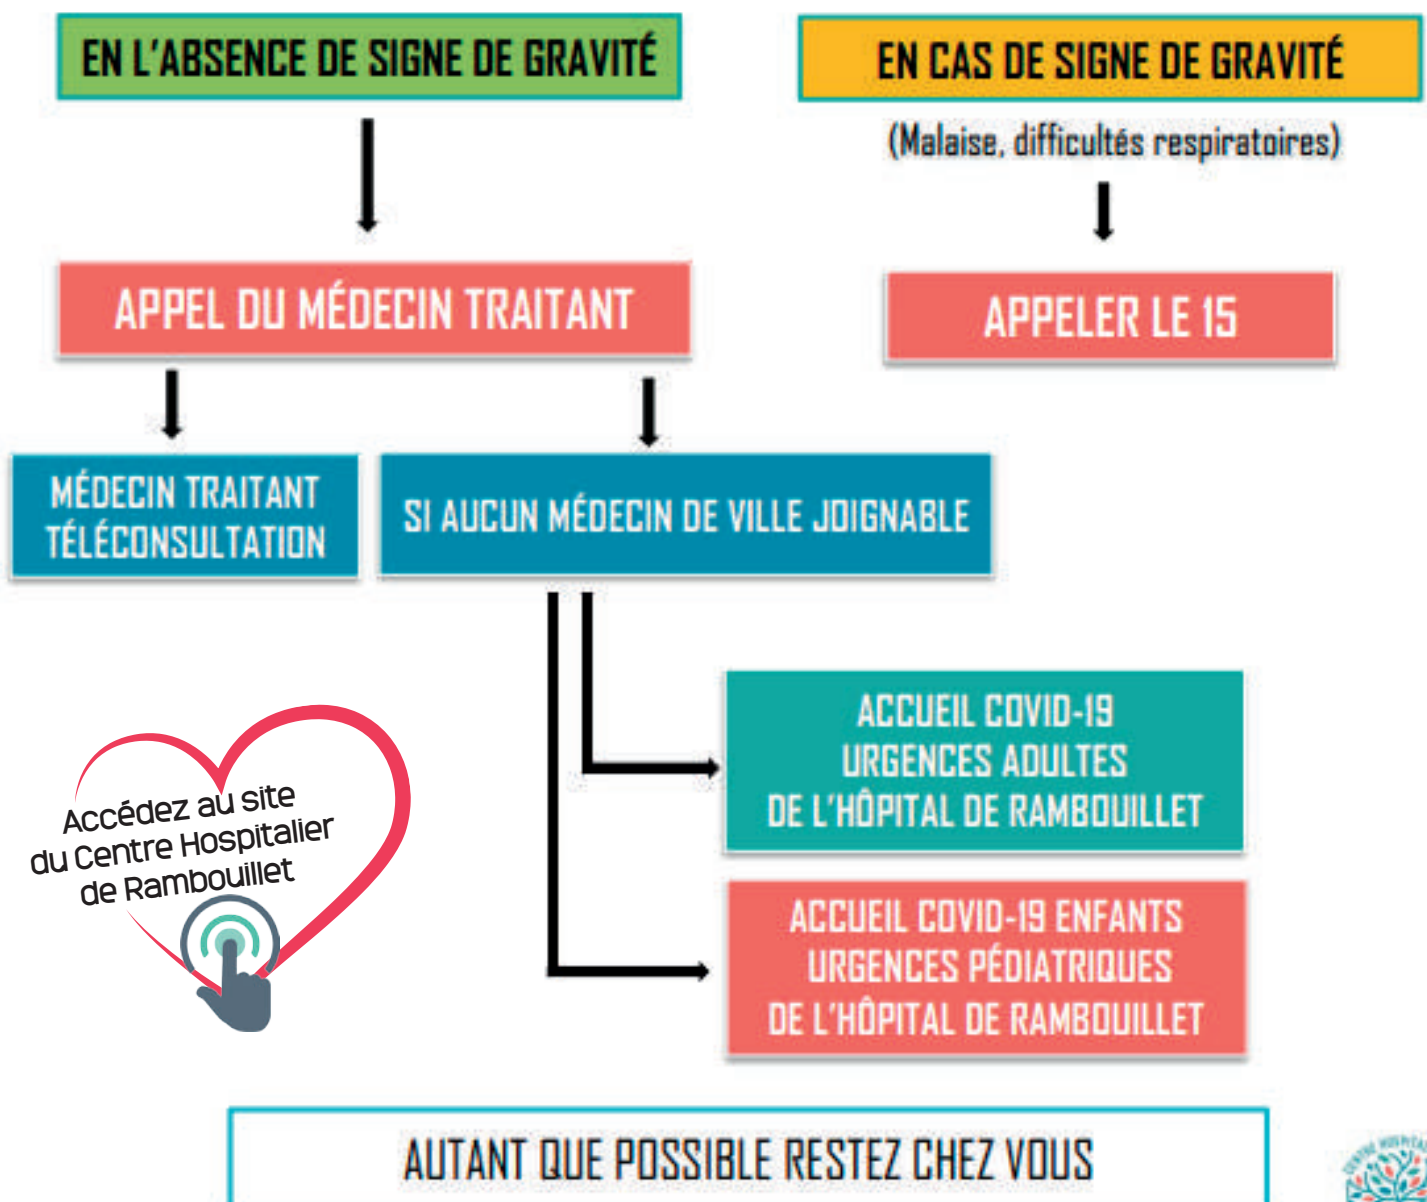 EN L'ABSENCE DE SIGNE DE GRAVITÉ
EN CAS DE SIGNE DE GRAVITÉ
(Malaise, difficultés respiratoires)
APPEL DU MÉDECIN TRAITANT
APPELER LE 15
MÉDECIN TRAITANT
TÉLÉCONSULTATION
SI AUCUN MÉDECIN DE VILLE JOIGNABLE
ACCUEIL COVID-19
URGENCES ADULTES
DE L'HÔPITAL DE RAMBOUILLET
Accédez au site
du Centre Hospitalier
de Rambouillet
ACCUEIL COVID-19 ENFANTS
URGENCES PÉDIATRIQUES
DE L'HÔPITAL DE RAMBOUILLET
AUTANT QUE POSSIBLE RESTEZ CHEZ VOUS